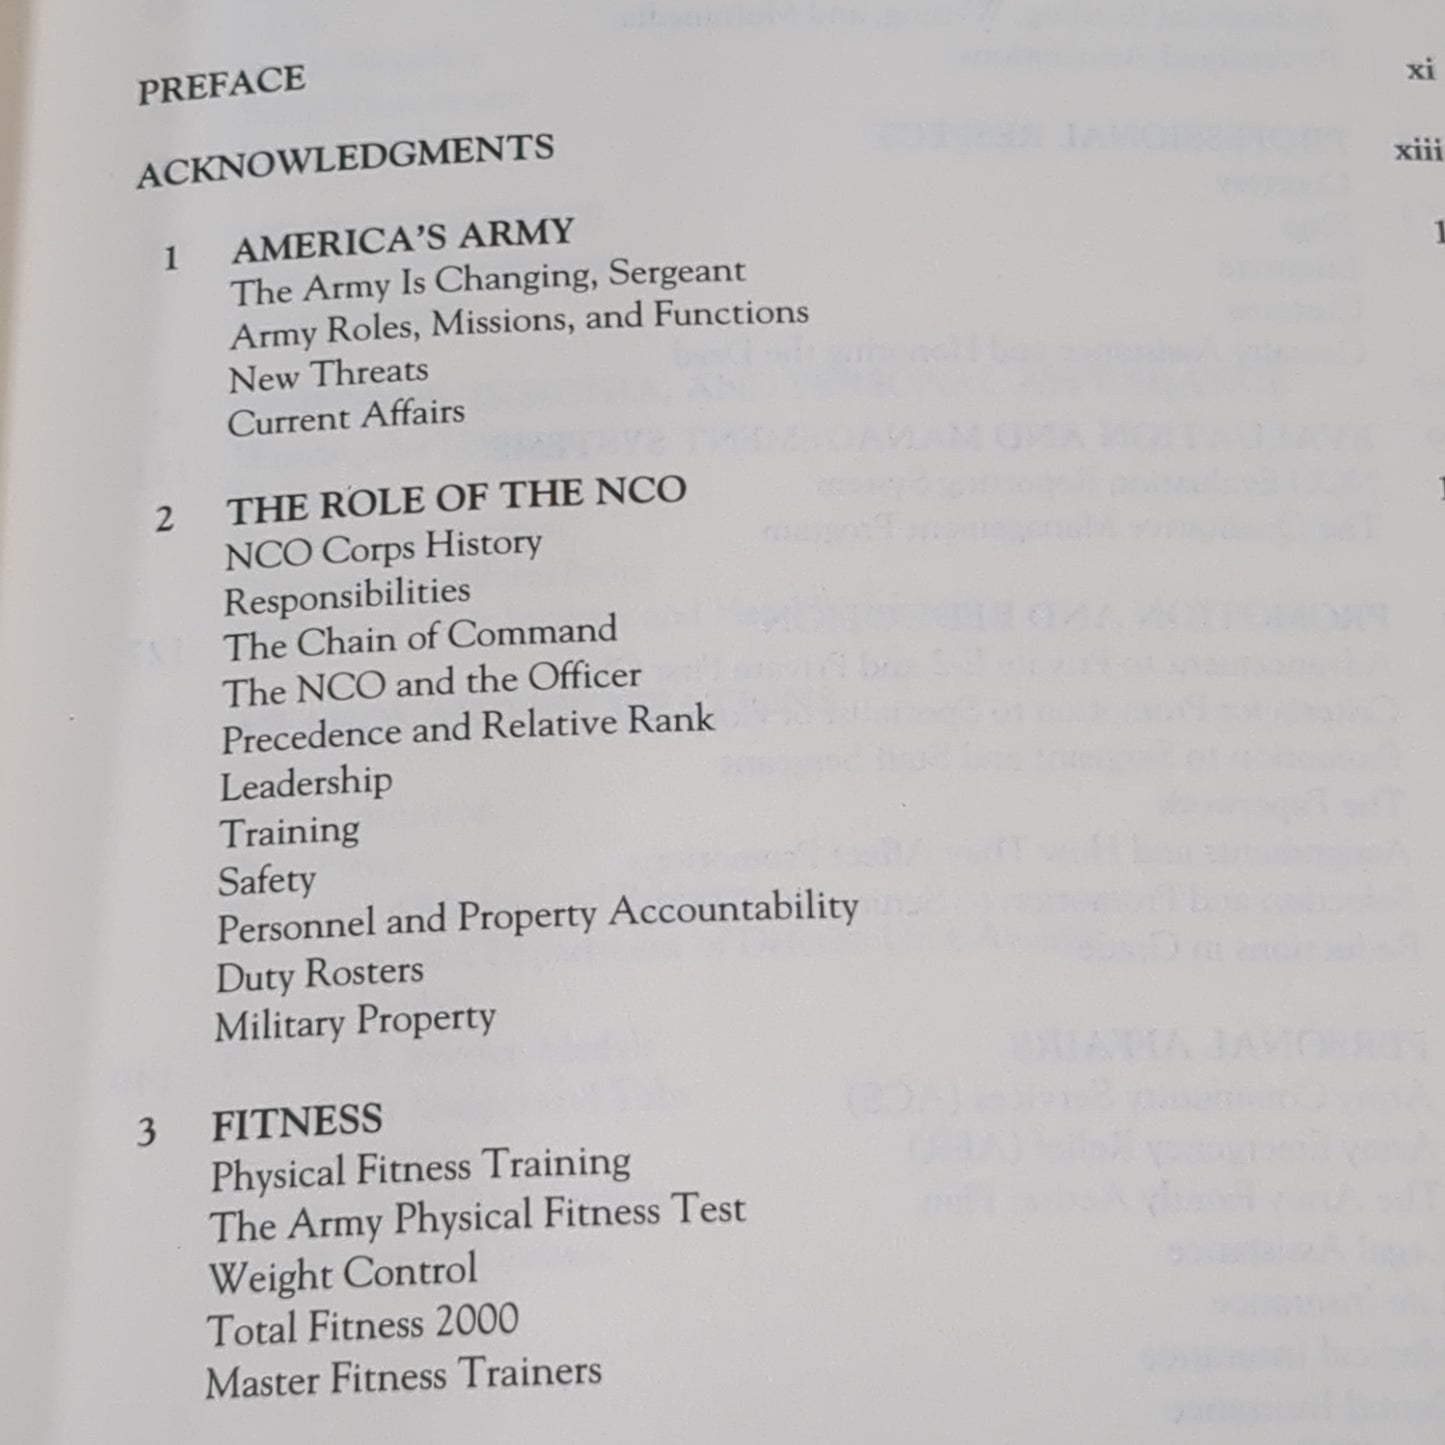 PREFACE xi
ACKNOWLEDGMENTS xiii
1 AMERICA'S ARMY 1
The Army Is Changing, Sergeant
Army Roles, Missions, and Functions
New Threats
Current Affairs
2 THE ROLE OF THE NCO
NCO Corps History
Responsibilities
The Chain of Command
The NCO and the Officer
Precedence and Relative Rank
Leadership
Training
Safety
Personnel and Property Accountability
Duty Rosters
Military Property
3 FITNESS
Physical Fitness Training
The Army Physical Fitness Test
Weight Control
Total Fitness 2000
Master Fitness Trainers